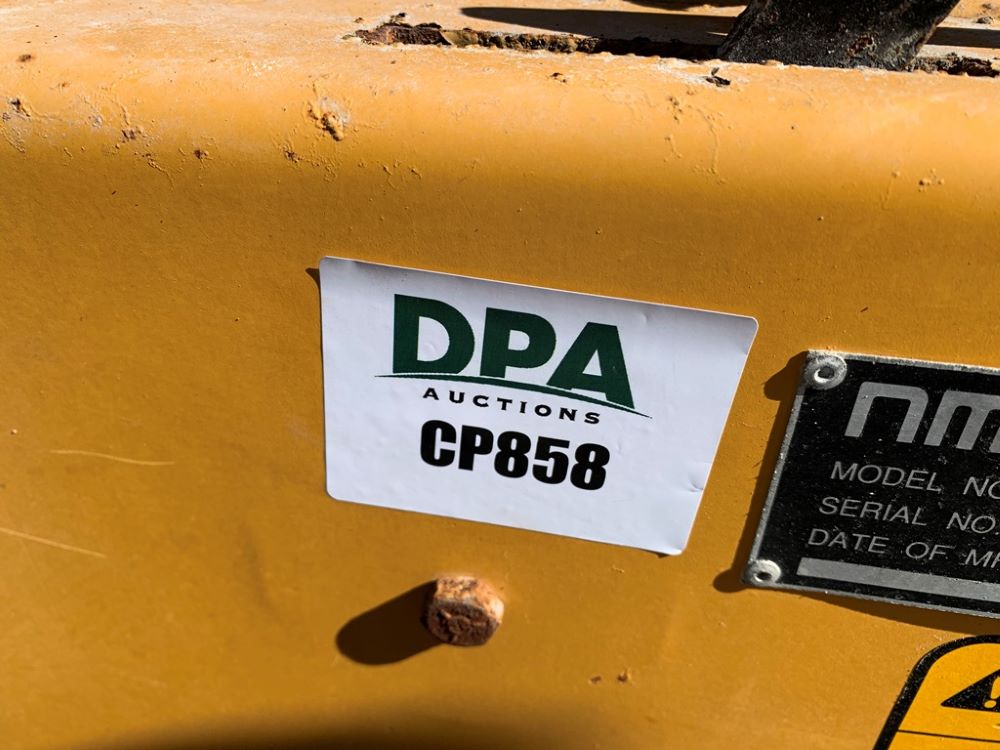 DPA
AUCTIONS
CP858
MODEL NO
SERIAL NO.
DATE OF